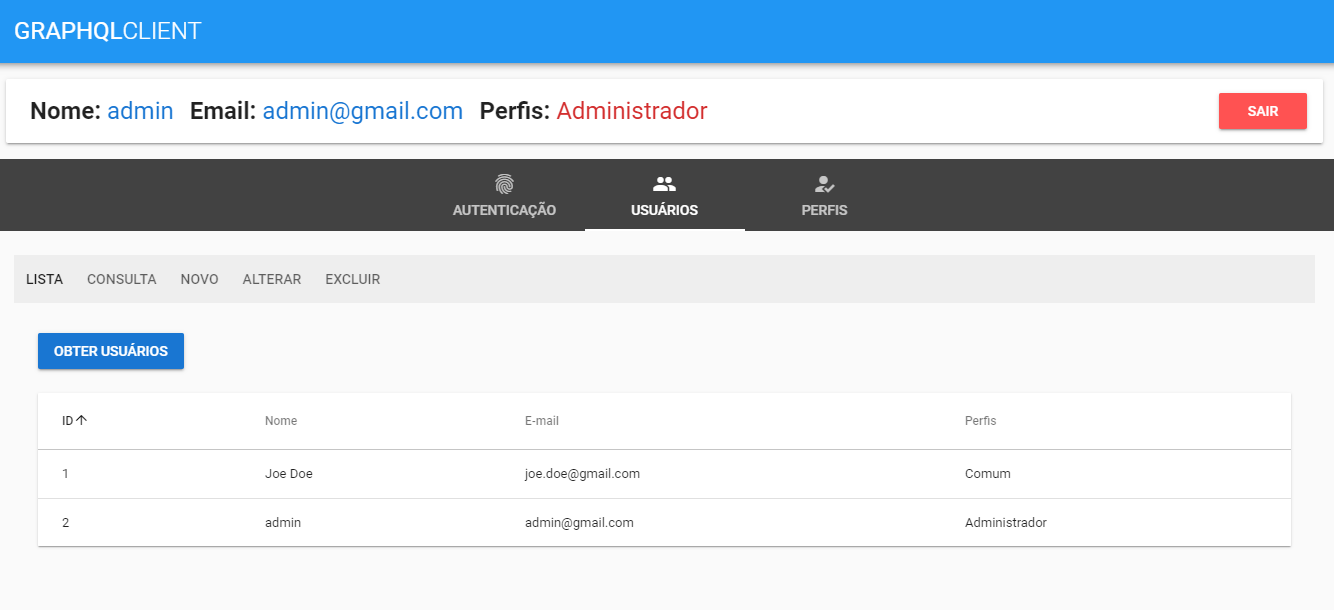 GRAPHQLCLIENT
Nome: admin Email: admin@gmail.com Perfis: Administrador SAIR
AUTENTICAÇÃO USUÁRIOS PERFIS
LISTA CONSULTA NOVO ALTERAR EXCLUIR
OBTER USUÁRIOS
ID Nome E-mail Perfis
1 Joe Doe joe.doe@gmail.com Comum
2 admin admin@gmail.com Administrador